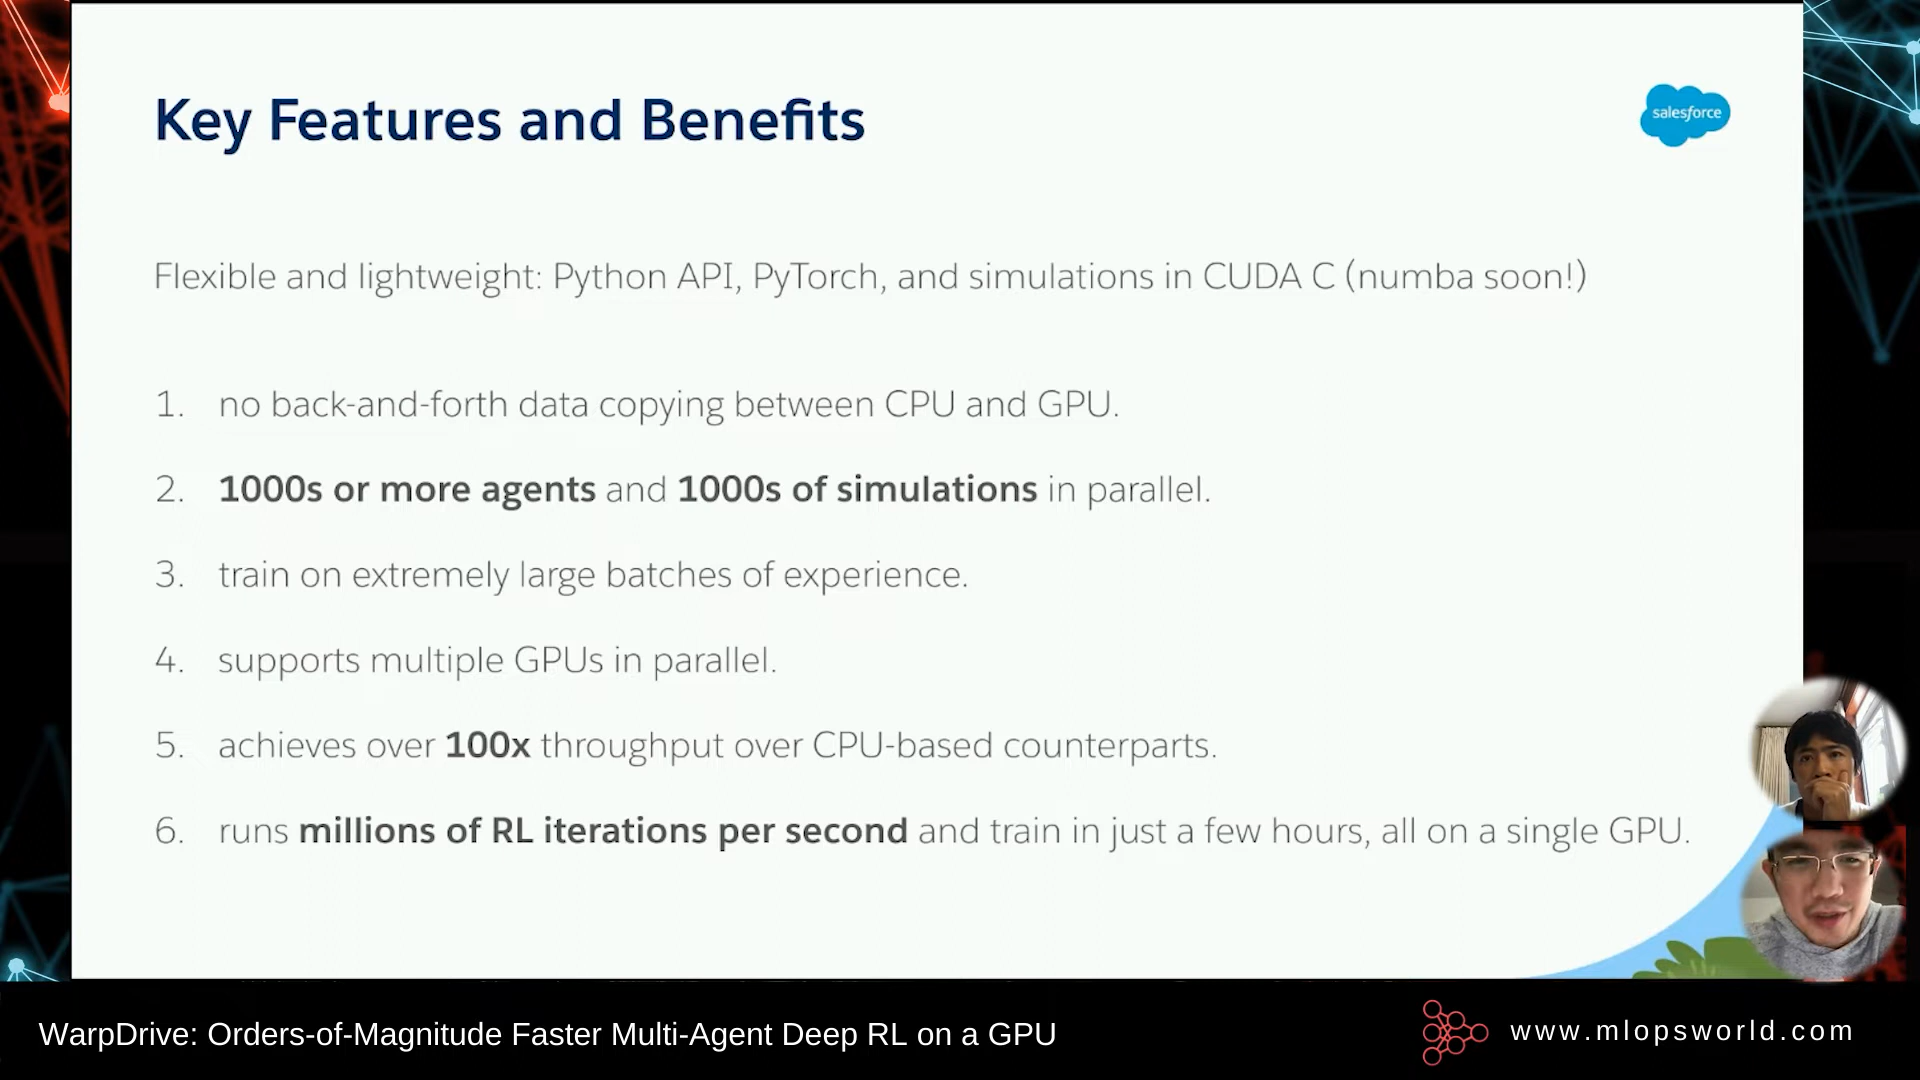 Key Features and Benefits
salesforce
Flexible and lightweight: Python API, PyTorch, and simulations in CUDA C (numba soon!)
1. no back-and-forth data copying between CPU and GPU.
2. 1000s or more agents and 1000s of simulations in parallel.
3. train on extremely large batches of experience.
4. supports multiple GPUs in parallel.
5. achieves over 100x throughput over CPU-based counterparts.
6. runs millions of RL iterations per second and train in just a few hours, all on a single GPU.
WarpDrive: Orders-of-Magnitude Faster Multi-Agent Deep RL on a GPU
www.mlopsworld.com